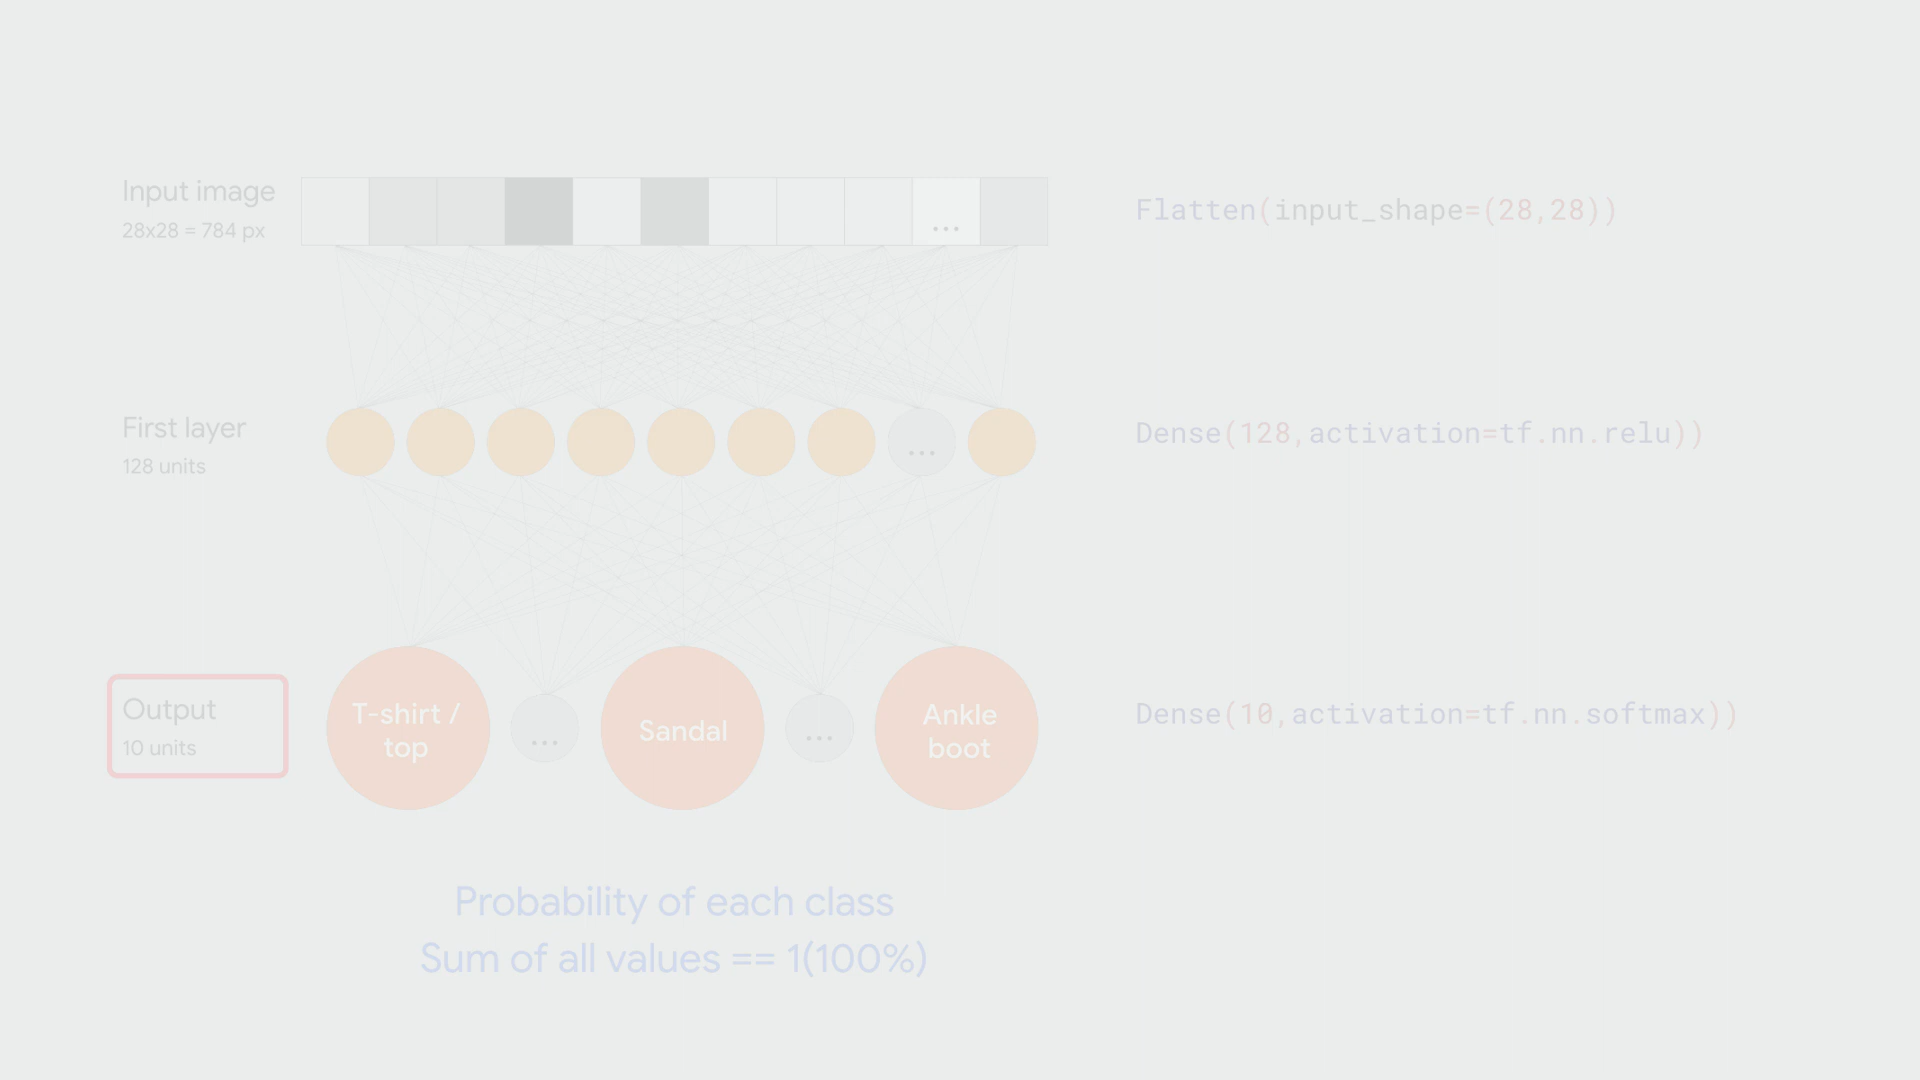 Input image
28x28 = 784 px
...
Flatten(input_shape=(28,28))
First layer
128 units
...
Dense(128,activation=tf.nn.relu))
Output
10 units
T-shirt /
top
...
Sandal
...
Ankle
boot
Dense(10,activation=tf.nn.softmax))
Probability of each class
Sum of all values == 1(100%)